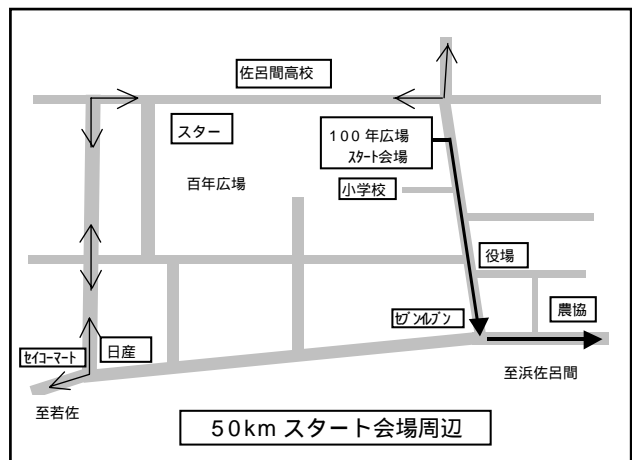 佐呂間高校
スター
100年広場
スタート会場
百年広場
小学校
役場
セブンイレブン
農協
セイコーマート
日産
至浜佐呂間
至若佐
50kmスタート会場周辺